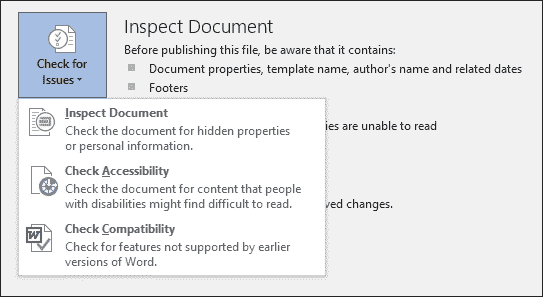 Inspect Document
Before publishing this file, be aware that it contains:
Document properties, template name, author's name and related dates
Footers
Check for
Issues
Inspect Document
Check the document for hidden properties
or personal information.
ies are unable to read
Check Accessibility
Check the document for content that people
with disabilities might find difficult to read.
ved changes.
Check Compatibility
Check for features not supported by earlier
versions of Word.